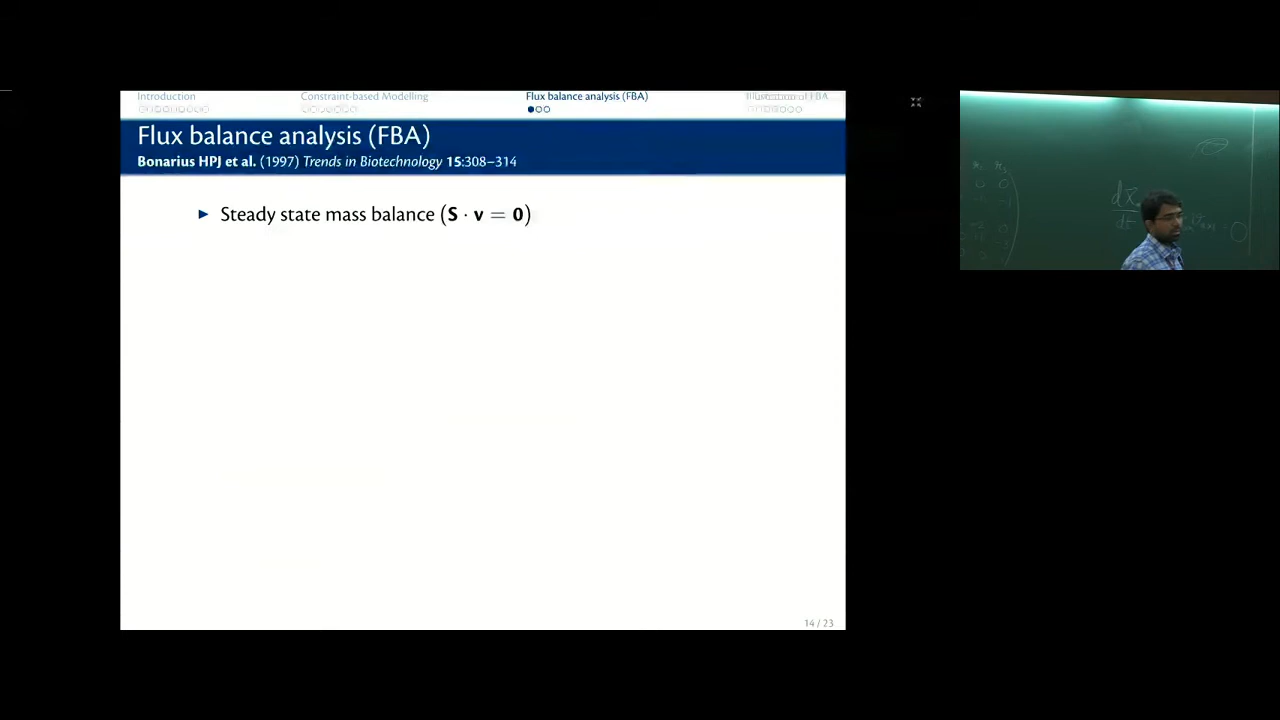 Introduction
Constraint-based Modelling
Flux balance analysis (FBA)
Flux balance analysis (FBA)
Bonarius HPJ et al. (1997) Trends in Biotechnology 15:308–314
► Steady state mass balance (S · v = 0)
14 / 23